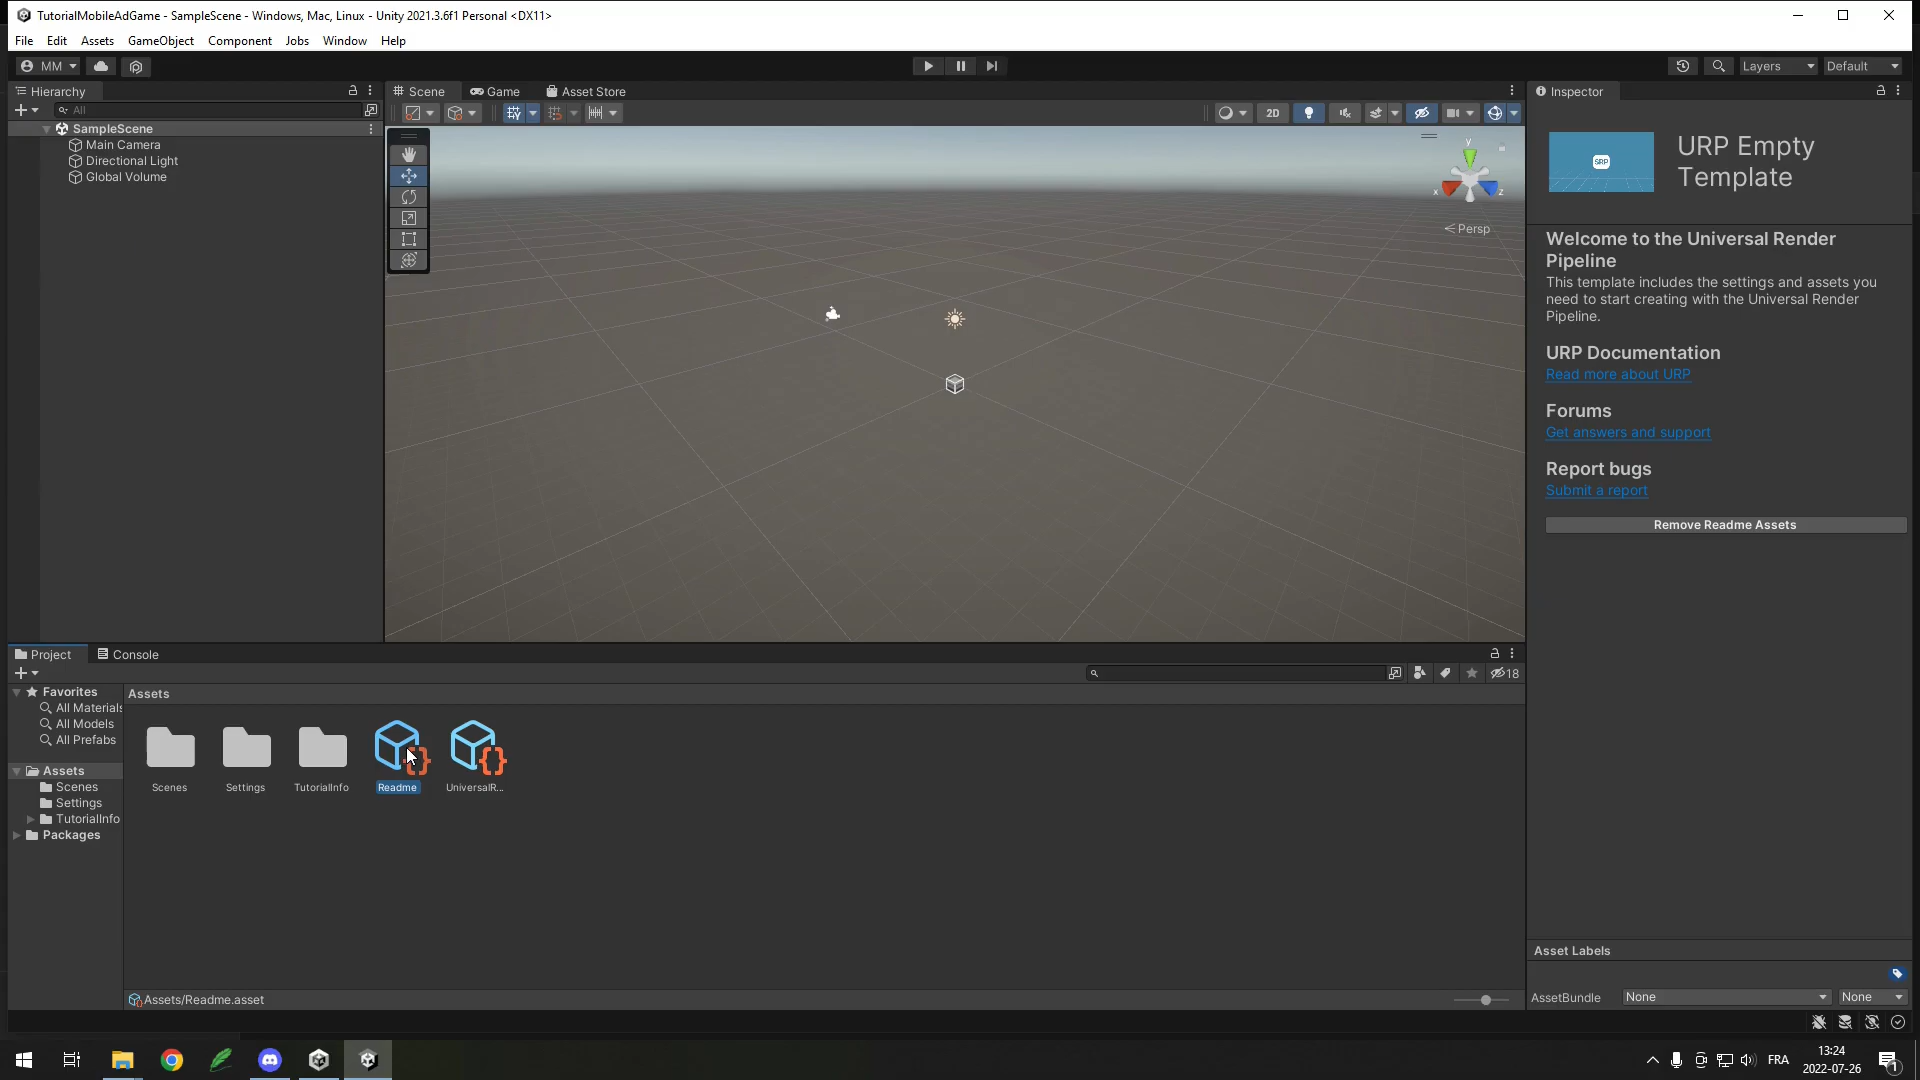 TutorialMobileAdGame - SampleScene - Windows, Mac, Linux - Unity 2021.3.6f1 Personal <DX11>
File Edit Assets GameObject Component Jobs Window Help
MM
Layers
Default
Hierarchy
All
SampleScene
Main Camera
Directional Light
Global Volume
Scene
Game
Asset Store
2D
y
x
z
Persp
Inspector
SRP
URP Empty
Template
Welcome to the Universal Render
Pipeline
This template includes the settings and assets you
need to start creating with the Universal Render
Pipeline.
URP Documentation
Read more about URP
Forums
Get answers and support
Report bugs
Submit a report
Remove Readme Assets
Project
Console
18
Favorites
All Materials
All Models
All Prefabs
Assets
Scenes
Settings
TutorialInfo
Packages
Assets
Scenes
Settings
TutorialInfo
Readme
UniversalR...
Assets/Readme.asset
Asset Labels
AssetBundle
None
None
FRA
13:24
2022-07-26
1